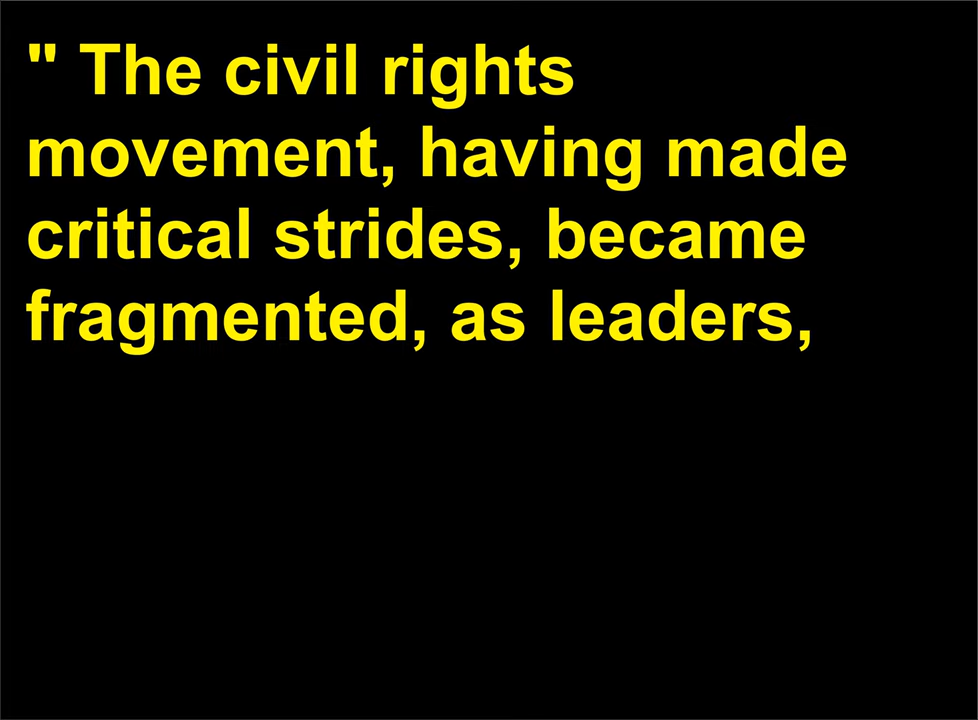 " The civil rights
movement, having made
critical strides, became
fragmented, as leaders,